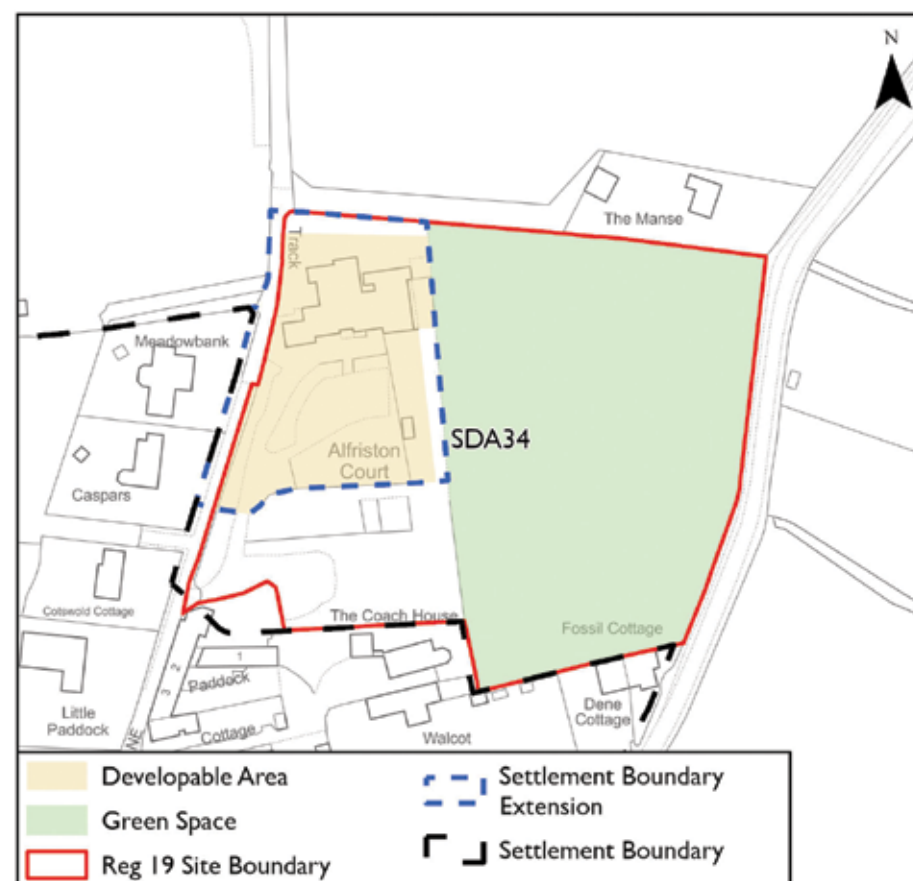 N
The Manse
Track
Meadowbank
SDA34
Alfriston
Court
Caspars
Cotswold Cottage
The Coach House
Fossil Cottage
1
2
3
Paddock
Little
Paddock
Dene
Cottage
Cottage
Walcot
NE
Developable Area
Settlement Boundary
Extension
Green Space
Reg 19 Site Boundary
Settlement Boundary